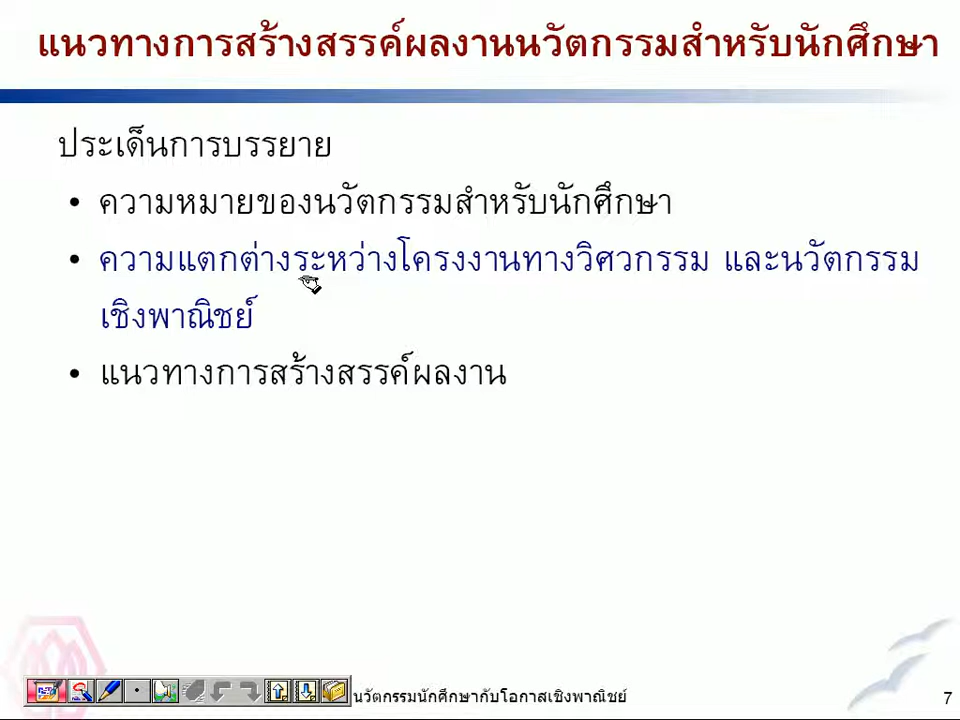 แนวทางการสร้างสรรค์ผลงานนวัตกรรมสำหรับนักศึกษา
ประเด็นการบรรยาย
• ความหมายของนวัตกรรมสำหรับนักศึกษา
• ความแตกต่างระหว่างโครงงานทางวิศวกรรม และนวัตกรรม
เชิงพาณิชย์
• แนวทางการสร้างสรรค์ผลงาน
นวัตกรรมนักศึกษากับโอกาสเชิงพาณิชย์
7